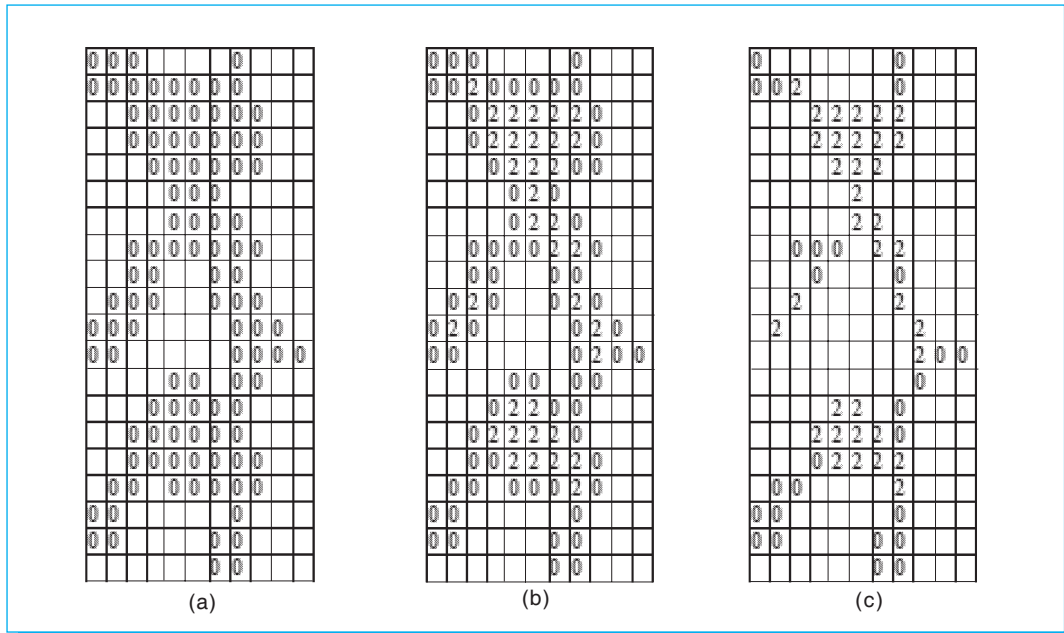 0 0 0 0
0 0 0 0 0 0 0 0
0 0 0 0 0 0 0
0 0 0 0 0 0 0
0 0 0 0 0 0
0 0 0
0 0 0 0
0 0 0 0 0 0 0
0 0 0 0
0 0 0 0 0 0
0 0 0 0 0 0
0 0 0 0 0 0
0 0 0 0
0 0 0 0 0
0 0 0 0 0 0
0 0 0 0 0 0 0
0 0 0 0 0 0 0
0 0 0
0 0 0 0
0 0
(a)
0 0 0 0
0 0 2 0 0 0 0 0
0 2 2 2 2 2 0
0 2 2 2 2 2 0
0 2 2 2 0 0
0 2 0
0 2 2 0
0 0 0 0 2 2 0
0 0 0 0
0 2 0 0 2 0
0 2 0 0 2 0
0 0 0 2 0 0
0 0 0 0
0 2 2 0 0
0 2 2 2 2 0
0 0 2 2 2 2 0
0 0 0 0 0 2 0
0 0 0
0 0 0 0
0 0
(b)
0 0
0 0 2 0
2 2 2 2 2
2 2 2 2 2
2 2 2
2
2 2
0 0 0 2 2
0 0
2 2
2 2
2 0 0
0
2 2 0
2 2 2 2 0
0 2 2 2 2
0 0 2
0 0 0
0 0 0 0
0 0
(c)